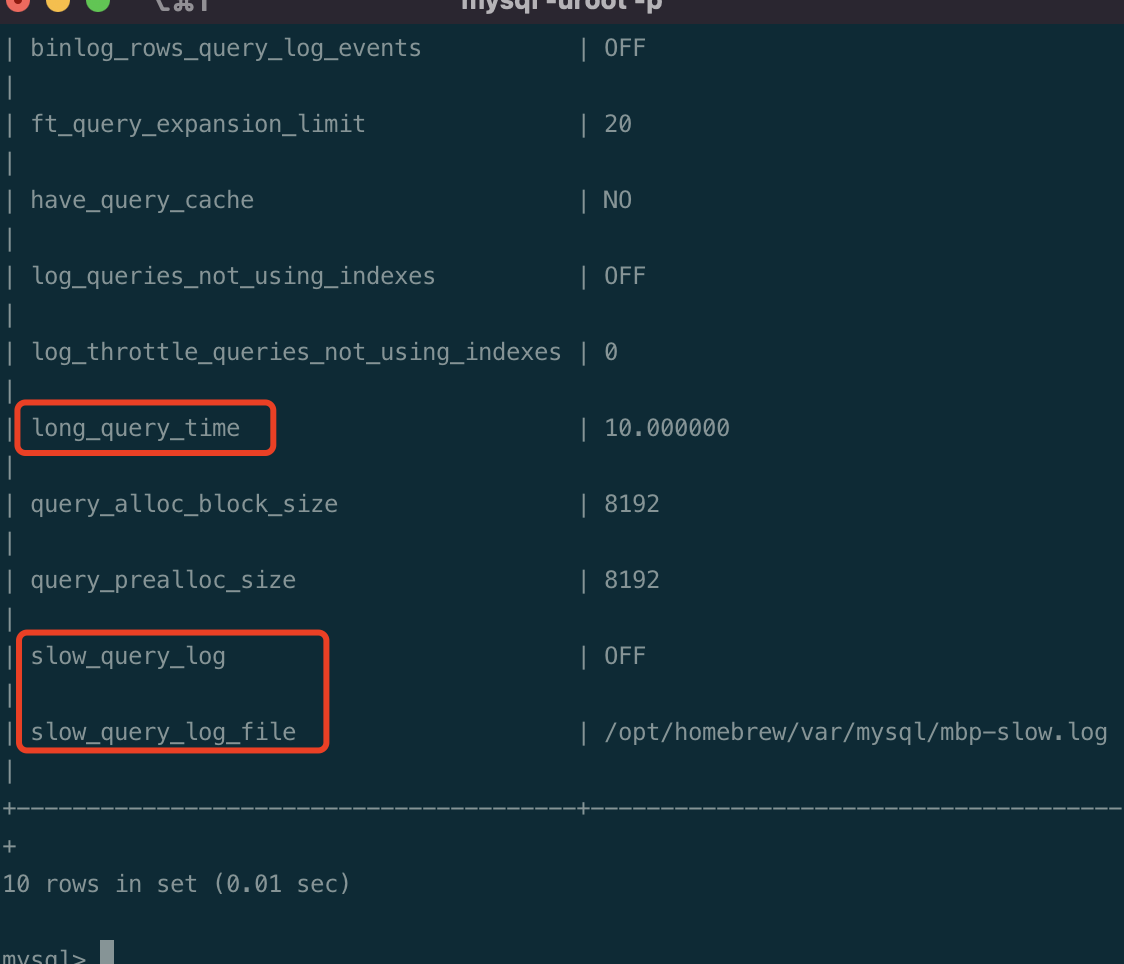 ⌥⌘1
mysql -uroot -p
| binlog_rows_query_log_events           | OFF
|
| ft_query_expansion_limit               | 20
|
| have_query_cache                       | NO
|
| log_queries_not_using_indexes          | OFF
|
| log_throttle_queries_not_using_indexes | 0
|
| long_query_time                        | 10.000000
|
| query_alloc_block_size                 | 8192
|
| query_prealloc_size                    | 8192
|
| slow_query_log                         | OFF
|
| slow_query_log_file                    | /opt/homebrew/var/mysql/mbp-slow.log
|
+----------------------------------------+--------------------------------------
+
10 rows in set (0.01 sec)
mysql>